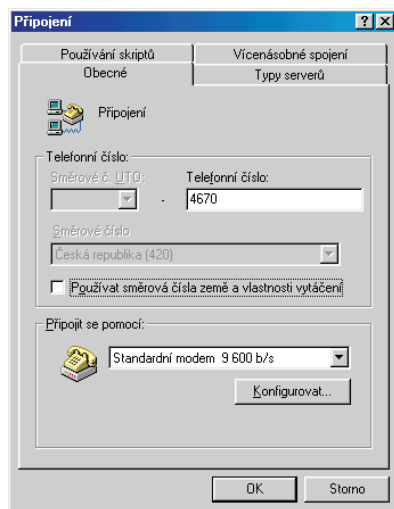 Připojení
Používání skriptů Vícenásobné spojení
Obecné Typy serverů
Připojení
Telefonní číslo:
Směrové č. UTO: Telefonní číslo:
- 4670
Směrové číslo
Česká republika (420)
Používat směrová čísla země a vlastnosti vytáčení
Připojit se pomocí:
Standardní modem 9 600 b/s
Konfigurovat...
OK Storno